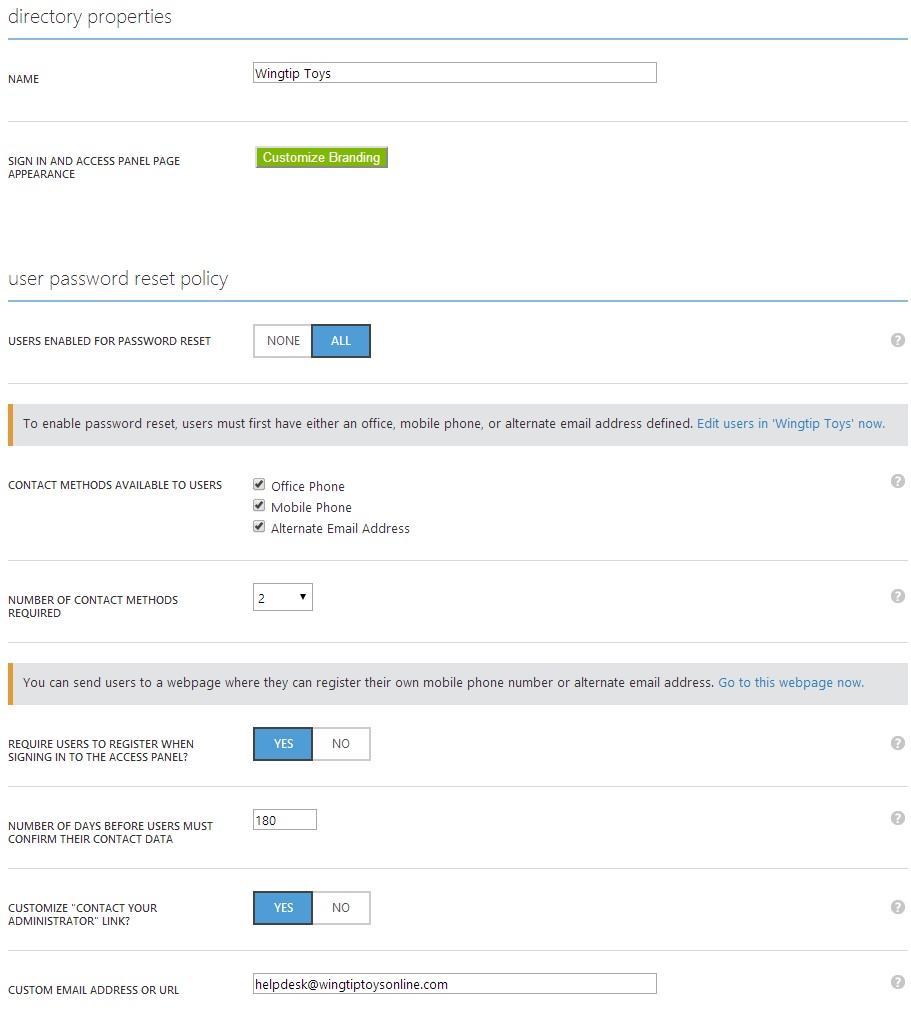 directory properties
NAME
Wingtip Toys
SIGN IN AND ACCESS PANEL PAGE
APPEARANCE
Customize Branding
user password reset policy
USERS ENABLED FOR PASSWORD RESET
NONE ALL
?
To enable password reset, users must first have either an office, mobile phone, or alternate email address defined. Edit users in 'Wingtip Toys' now.
CONTACT METHODS AVAILABLE TO USERS
?
Office Phone
Mobile Phone
Alternate Email Address
NUMBER OF CONTACT METHODS
REQUIRED
2
?
You can send users to a webpage where they can register their own mobile phone number or alternate email address. Go to this webpage now.
REQUIRE USERS TO REGISTER WHEN
SIGNING IN TO THE ACCESS PANEL?
YES NO
?
NUMBER OF DAYS BEFORE USERS MUST
CONFIRM THEIR CONTACT DATA
180
?
CUSTOMIZE "CONTACT YOUR
ADMINISTRATOR" LINK?
YES NO
?
CUSTOM EMAIL ADDRESS OR URL
helpdesk@wingtiptoysonline.com
?